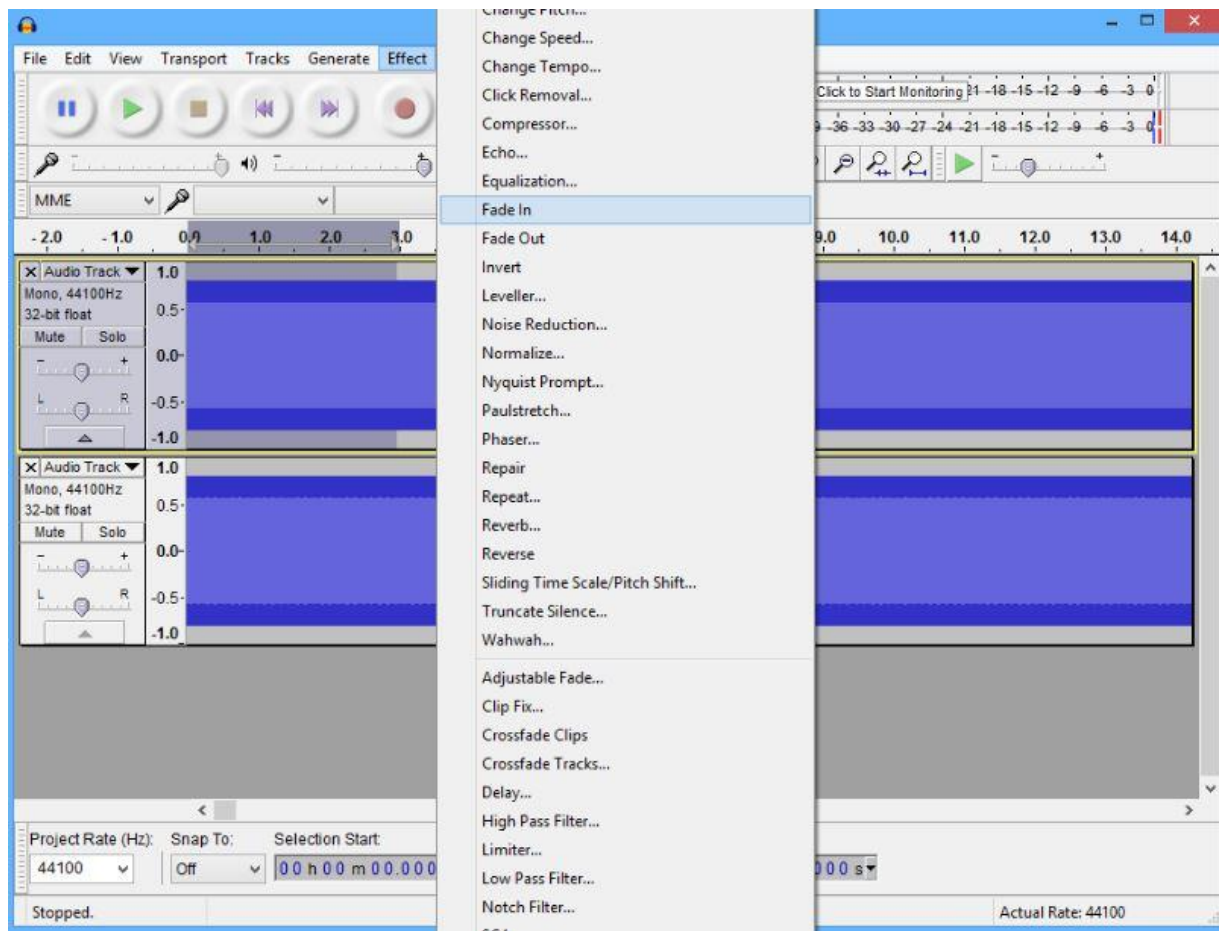 File Edit View Transport Tracks Generate Effect
Change Pitch...
Change Speed...
Change Tempo...
Click Removal...
Compressor...
Echo...
Equalization...
Fade In
Fade Out
Invert
Leveller...
Noise Reduction...
Normalize...
Nyquist Prompt...
Paulstretch...
Phaser...
Repair
Repeat...
Reverb...
Reverse
Sliding Time Scale/Pitch Shift...
Truncate Silence...
Wahwah...
Adjustable Fade...
Clip Fix...
Crossfade Clips
Crossfade Tracks...
Delay...
High Pass Filter...
Limiter...
Low Pass Filter...
Notch Filter...
Click to Start Monitoring 21 -18 -15 -12 -9 -6 -3 0
-36 -33 -30 -27 -24 -21 -18 -15 -12 -9 -6 -3 0
MME
-2.0 -1.0 0.0 1.0 2.0 3.0 9.0 10.0 11.0 12.0 13.0 14.0
X Audio Track 1.0
Mono, 44100Hz
32-bit float 0.5
Mute Solo
- + 0.0
L R -0.5
-1.0
X Audio Track 1.0
Mono, 44100Hz
32-bit float 0.5
Mute Solo
- + 0.0
L R -0.5
-1.0
Project Rate (Hz): Snap To: Selection Start:
44100 Off 00 h 00 m 00.000 000 s
Stopped. Actual Rate: 44100